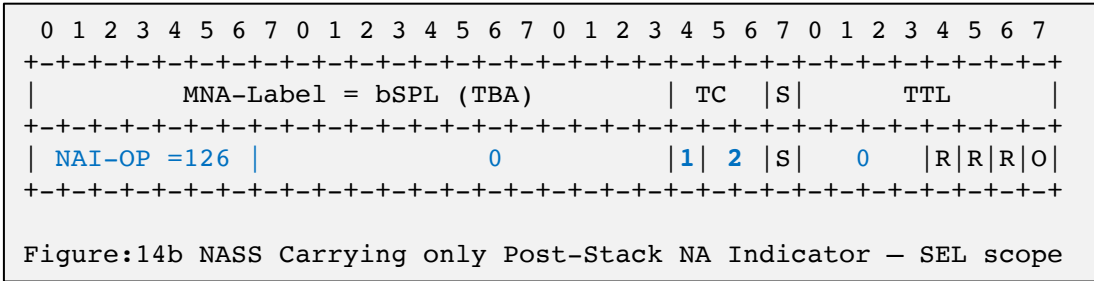 0 1 2 3 4 5 6 7 0 1 2 3 4 5 6 7 0 1 2 3 4 5 6 7 0 1 2 3 4 5 6 7
+-+-+-+-+-+-+-+-+-+-+-+-+-+-+-+-+-+-+-+-+-+-+-+-+-+-+-+-+-+-+-+-+
|         MNA-Label = bSPL (TBA)         | TC  |S|      TTL      |
+-+-+-+-+-+-+-+-+-+-+-+-+-+-+-+-+-+-+-+-+-+-+-+-+-+-+-+-+-+-+-+-+
| NAI-OP =126 |              0          |1| 2 |S|   0   |R|R|R|O|
+-+-+-+-+-+-+-+-+-+-+-+-+-+-+-+-+-+-+-+-+-+-+-+-+-+-+-+-+-+-+-+-+
Figure:14b NASS Carrying only Post-Stack NA Indicator – SEL scope